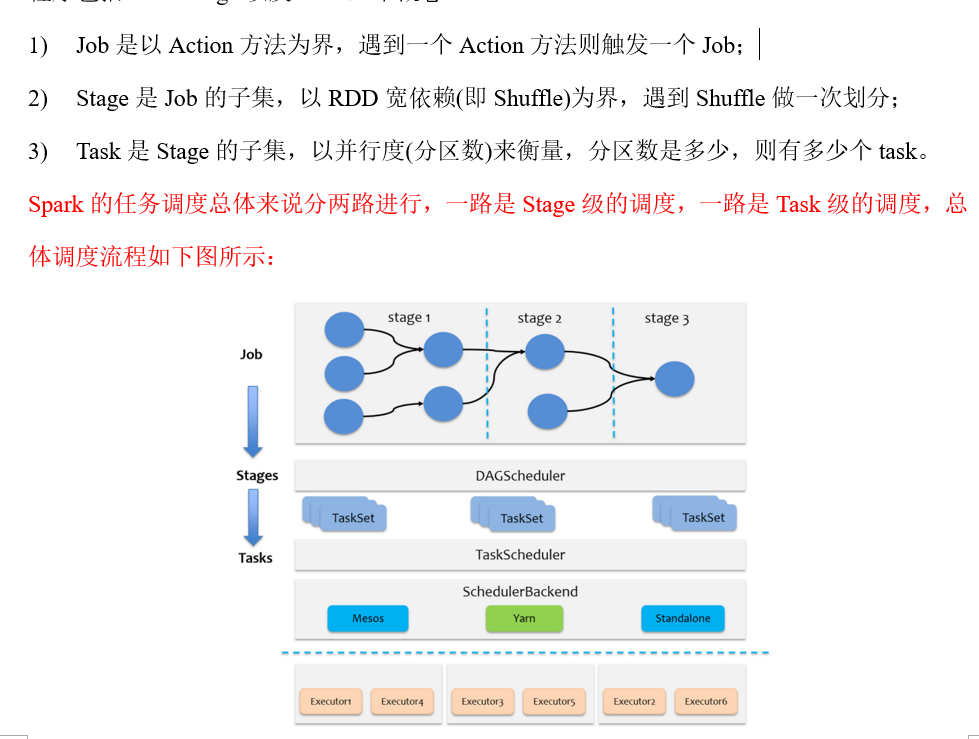 1) Job 是以 Action 方法为界，遇到一个 Action 方法则触发一个 Job；
2) Stage 是 Job 的子集，以 RDD 宽依赖(即 Shuffle)为界，遇到 Shuffle 做一次划分；
3) Task 是 Stage 的子集，以并行度(分区数)来衡量，分区数是多少，则有多少个 task。
Spark 的任务调度总体来说分两路进行，一路是 Stage 级的调度，一路是 Task 级的调度，总
体调度流程如下图所示：
stage 1 stage 2 stage 3
Job
Stages DAGScheduler
TaskSet TaskSet TaskSet
Tasks TaskScheduler
SchedulerBackend
Mesos Yarn Standalone
Executor1 Executor4 Executor3 Executor5 Executor2 Executor6